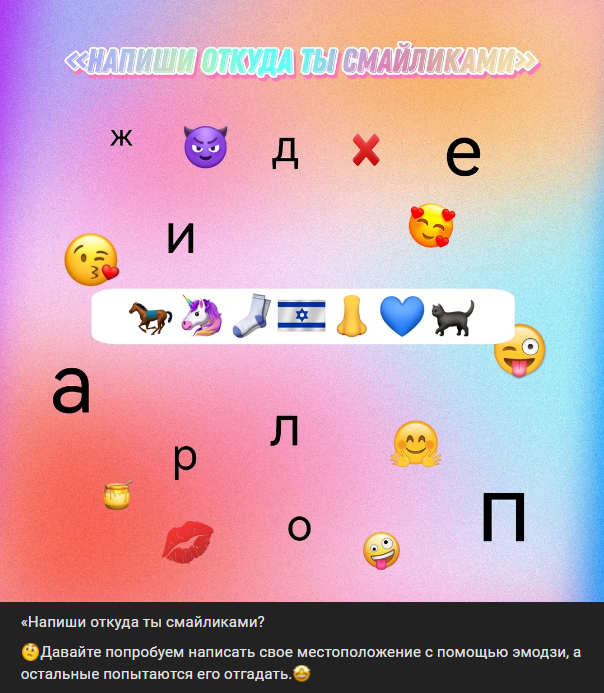 «НАПИШИ ОТКУДА ТЫ СМАЙЛИКАМИ»
ж 😈 д ❌ е
😘 и 🥰
🐎 🦄 🧦 🇮🇱 👃 💙 🐈‍⬛
😜
а р л 🤗
🍯 💋 о 🤪 П
«Напиши откуда ты смайликами?
🤨Давайте попробуем написать свое местоположение с помощью эмодзи, а
остальные попытаются его отгадать.🤩